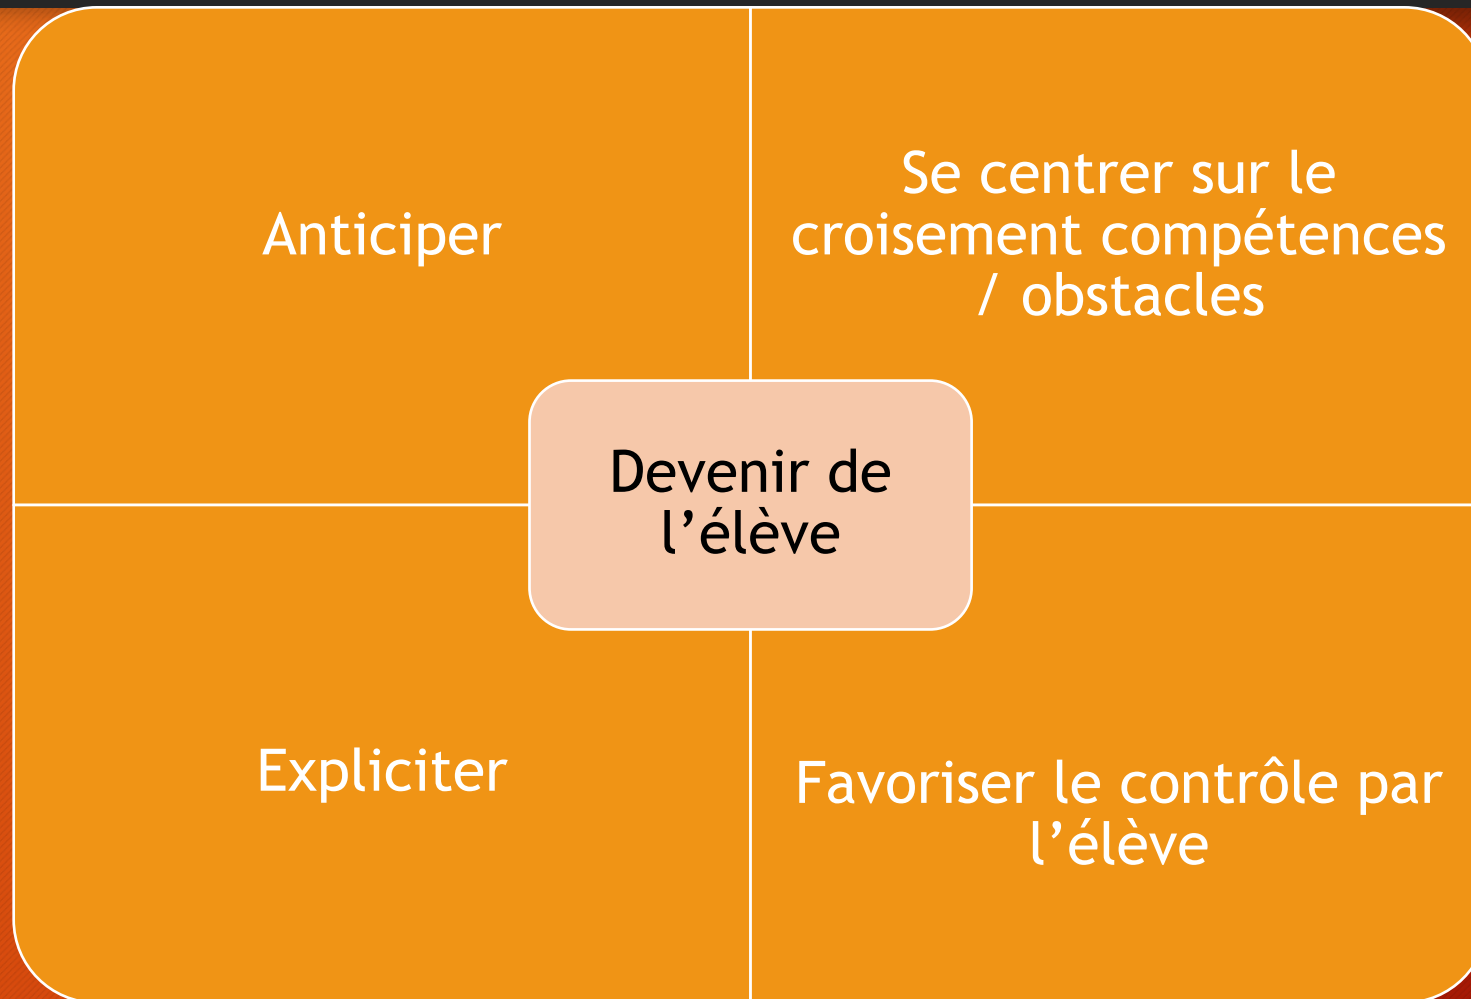 Anticiper
Se centrer sur le
croisement compétences
/ obstacles
Devenir de
l’élève
Expliciter
Favoriser le contrôle par
l’élève